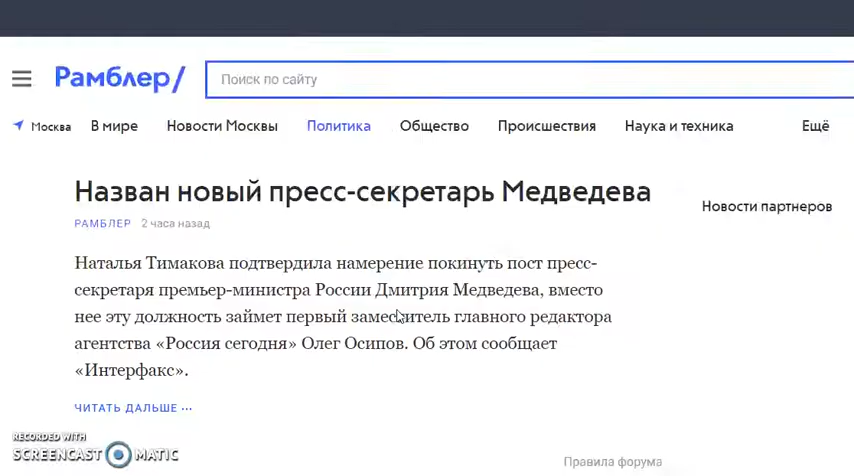 Рамблер/
Поиск по сайту
Москва В мире Новости Москвы Политика Общество Происшествия Наука и техника Ещё
Назван новый пресс-секретарь Медведева
Новости партнеров
РАМБЛЕР 2 часа назад
Наталья Тимакова подтвердила намерение покинуть пост пресс-
секретаря премьер-министра России Дмитрия Медведева, вместо
нее эту должность займет первый заместитель главного редактора
агентства «Россия сегодня» Олег Осипов. Об этом сообщает
«Интерфакс».
ЧИТАТЬ ДАЛЬШЕ ···
RECORDED WITH
SCREENCAST MATIC
Правила форума